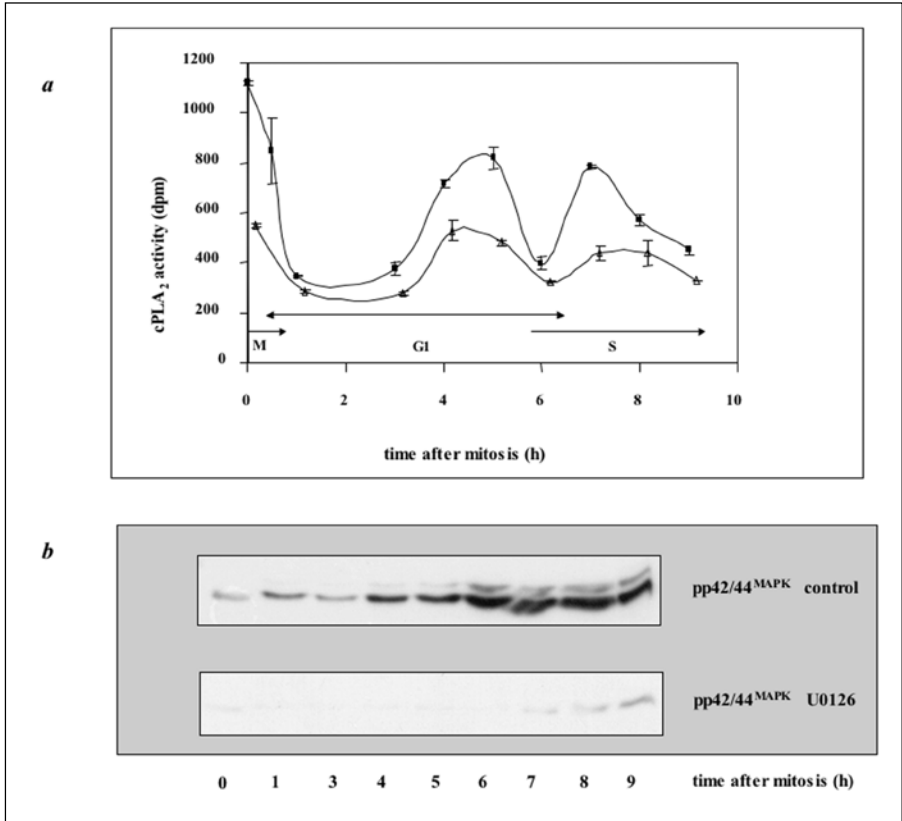 a
1200
1000
800
600
400
200
0
cPLA2 activity (dpm)
M
G1
S
0 2 4 6 8 10
time after mitosis (h)
b
pp42/44MAPK control
pp42/44MAPK U0126
0 1 3 4 5 6 7 8 9 time after mitosis (h)